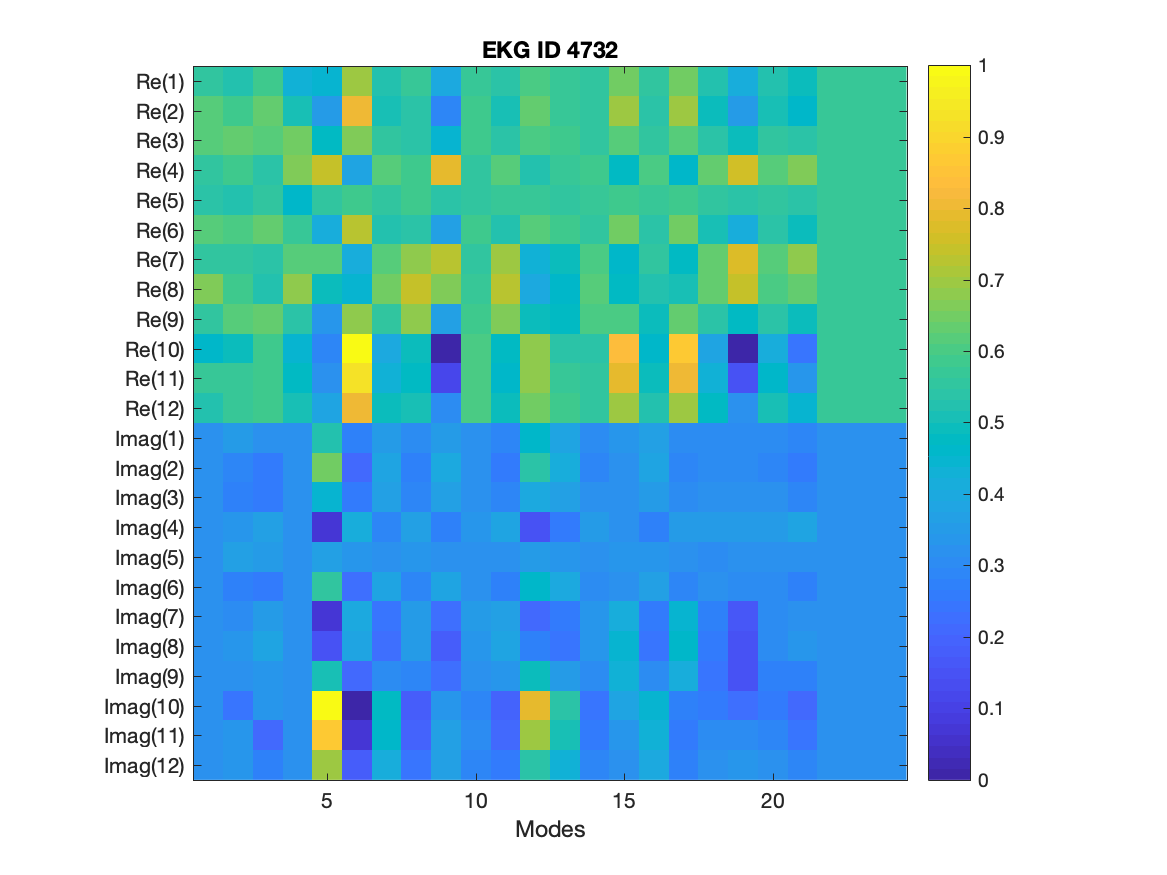 EKG ID 4732
Re(1)
Re(2)
Re(3)
Re(4)
Re(5)
Re(6)
Re(7)
Re(8)
Re(9)
Re(10)
Re(11)
Re(12)
Imag(1)
Imag(2)
Imag(3)
Imag(4)
Imag(5)
Imag(6)
Imag(7)
Imag(8)
Imag(9)
Imag(10)
Imag(11)
Imag(12)
5 10 15 20
Modes
1
0.9
0.8
0.7
0.6
0.5
0.4
0.3
0.2
0.1
0